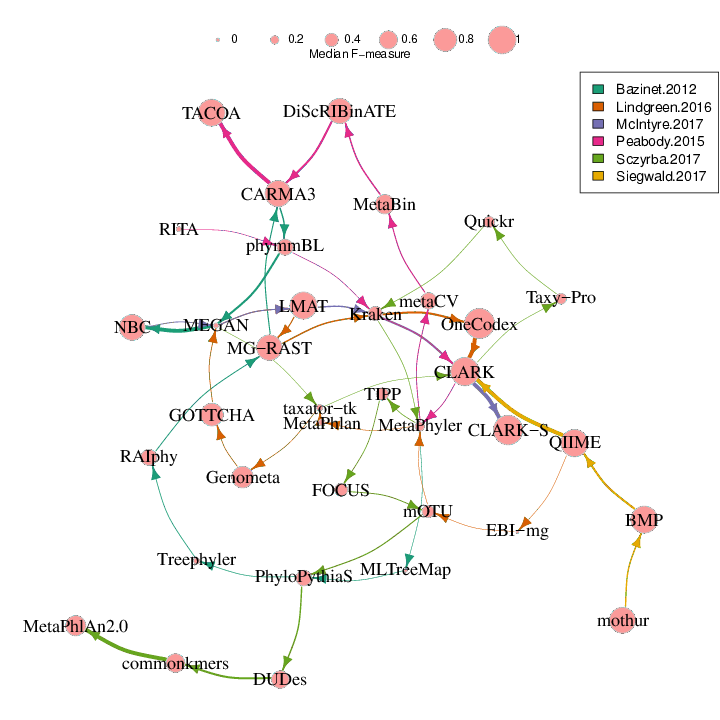 0 0.2 0.4 0.6 0.8 1
Median F-measure
Bazinet.2012
Lindgreen.2016
McIntyre.2017
Peabody.2015
Sczyrba.2017
Siegwald.2017
TACOA
DiScRIBinATE
CARMA3
MetaBin
RITA
Quickr
phymmBL
Taxy-Pro
LMAT
metaCV
Kraken
NBC
MEGAN
OneCodex
MG-RAST
CLARK
TIPP
taxator-tk
MetaPhlan
MetaPhyler
CLARK-S
GOTTCHA
QIIME
RAIphy
Genometa
FOCUS
mOTU
BMP
EBI-mg
Treephyler
PhyloPythiaS
MLTreeMap
mothur
MetaPhlAn2.0
commonkmers
DUDes